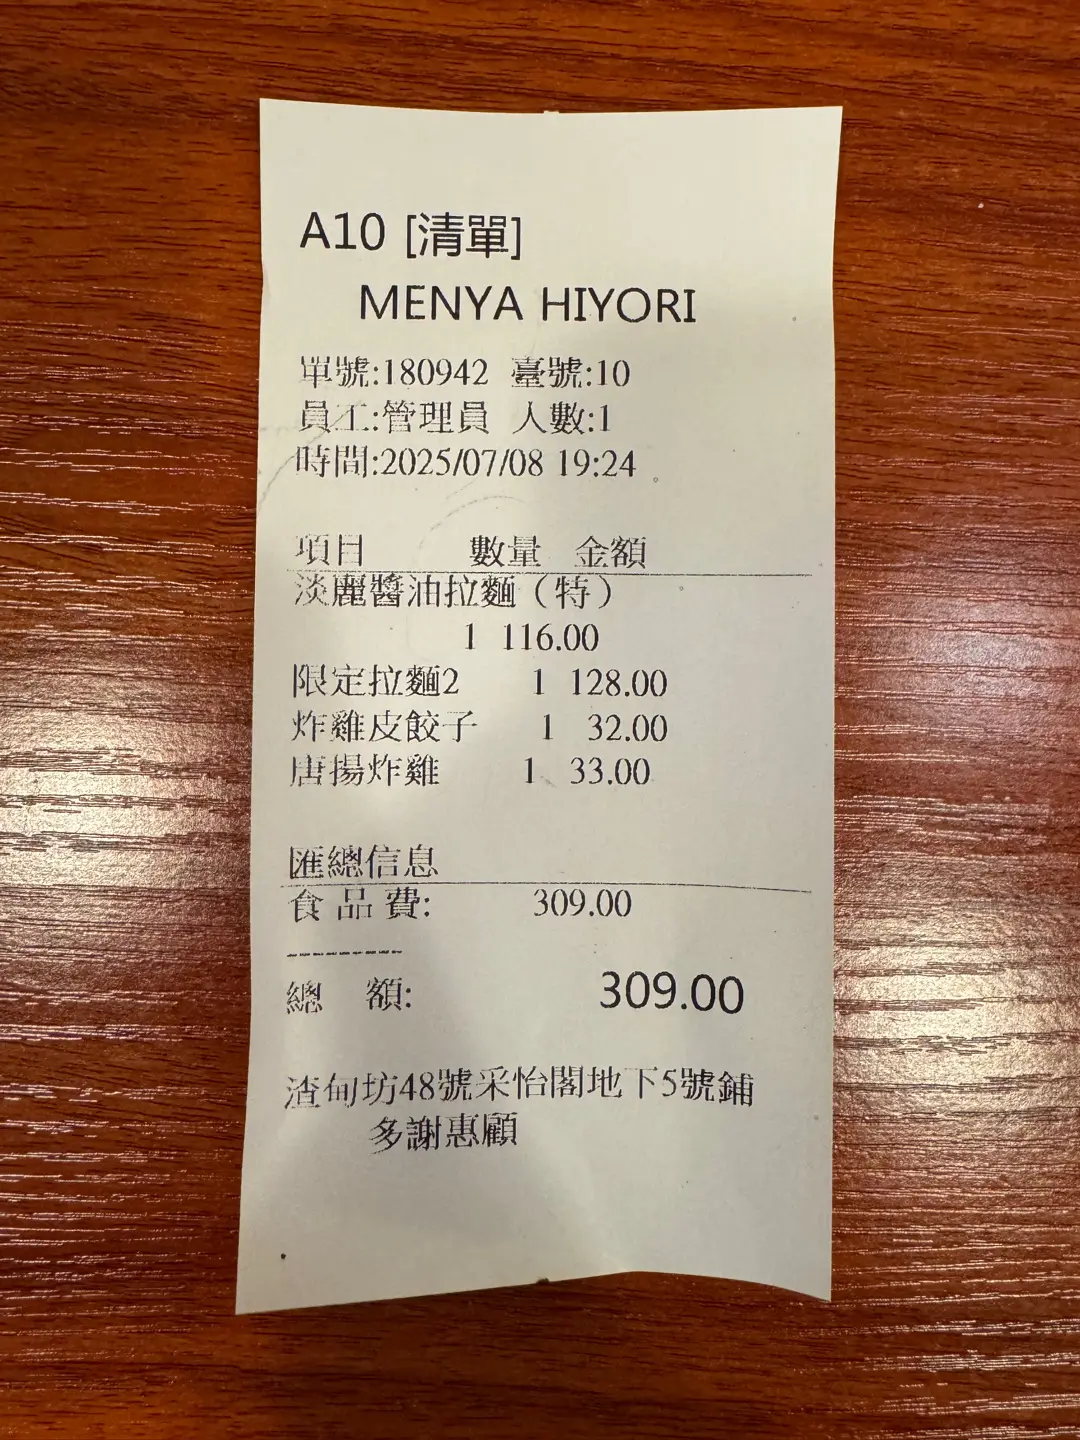 A10 [清單]
MENYA HIYORI
單號:180942 臺號:10
員工:管理員 人數:1
時間:2025/07/08 19:24
項目 數量 金額
淡麗醬油拉麵（特）
1 116.00
限定拉麵2 1 128.00
炸雞皮餃子 1 32.00
唐揚炸雞 1 33.00
匯總信息
食 品 費: 309.00
---------
總 額: 309.00
渣甸坊48號采怡閣地下5號鋪
多謝惠顧